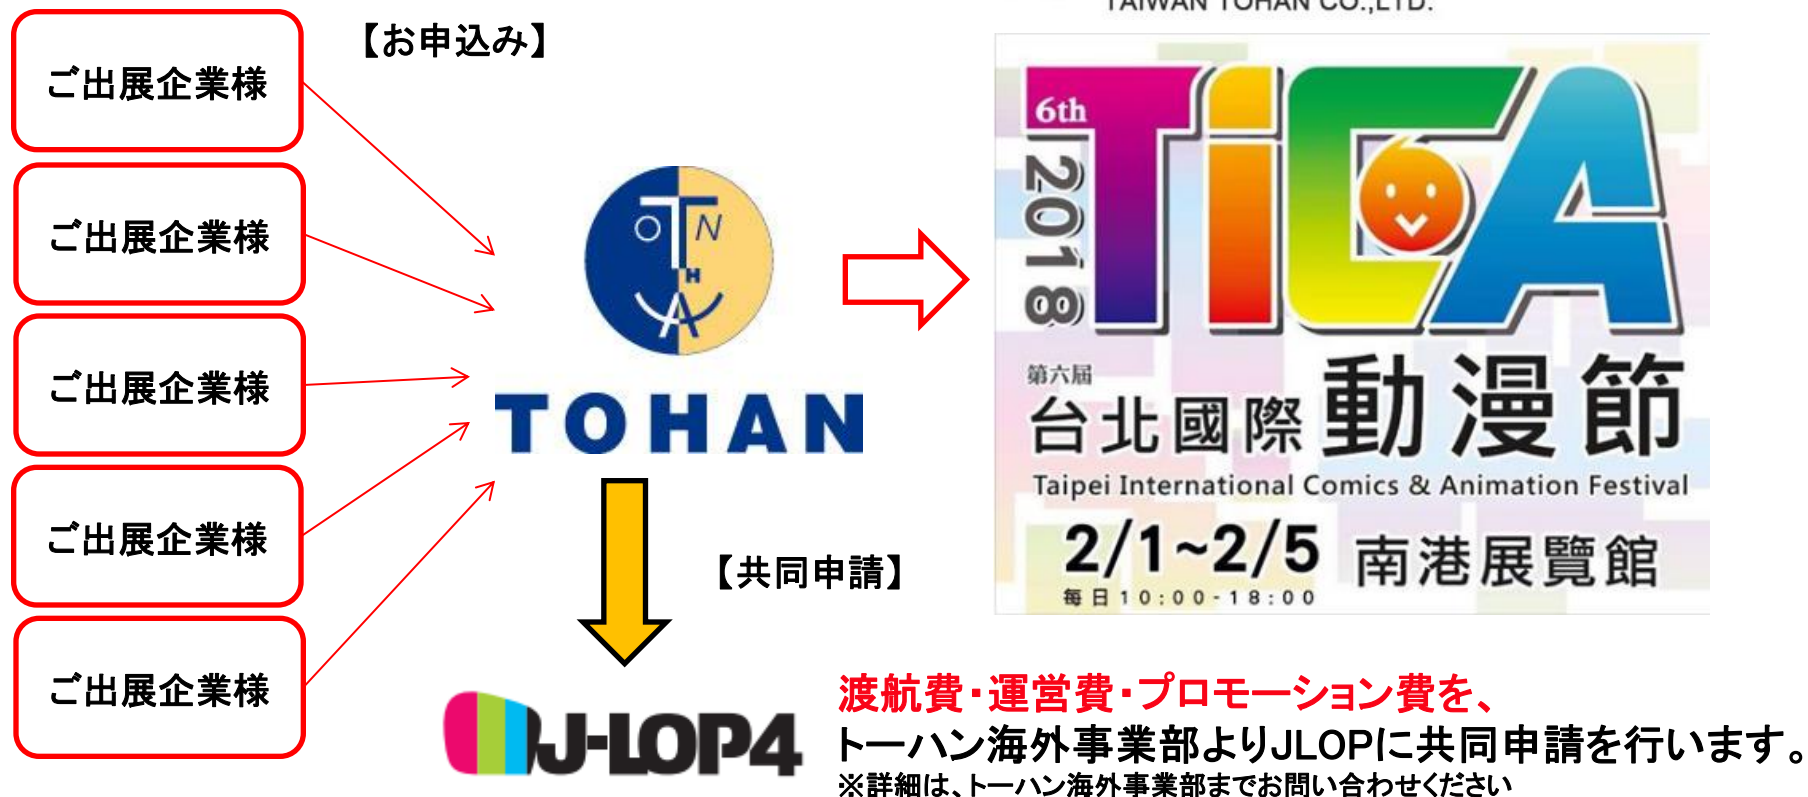 TAIWAN TOHAN CO.,LTD.
【お申込み】
ご出展企業様
ご出展企業様
ご出展企業様
ご出展企業様
ご出展企業様
TOHAN
TOHAN
【共同申請】
J-LOP4
6th
2018
TiCA
第六屆
台北國際動漫節
Taipei International Comics & Animation Festival
2/1~2/5 南港展覽館
每日10:00-18:00
渡航費・運営費・プロモーション費を、
トーハン海外事業部よりJLOPに共同申請を行います。
※詳細は、トーハン海外事業部までお問い合わせください